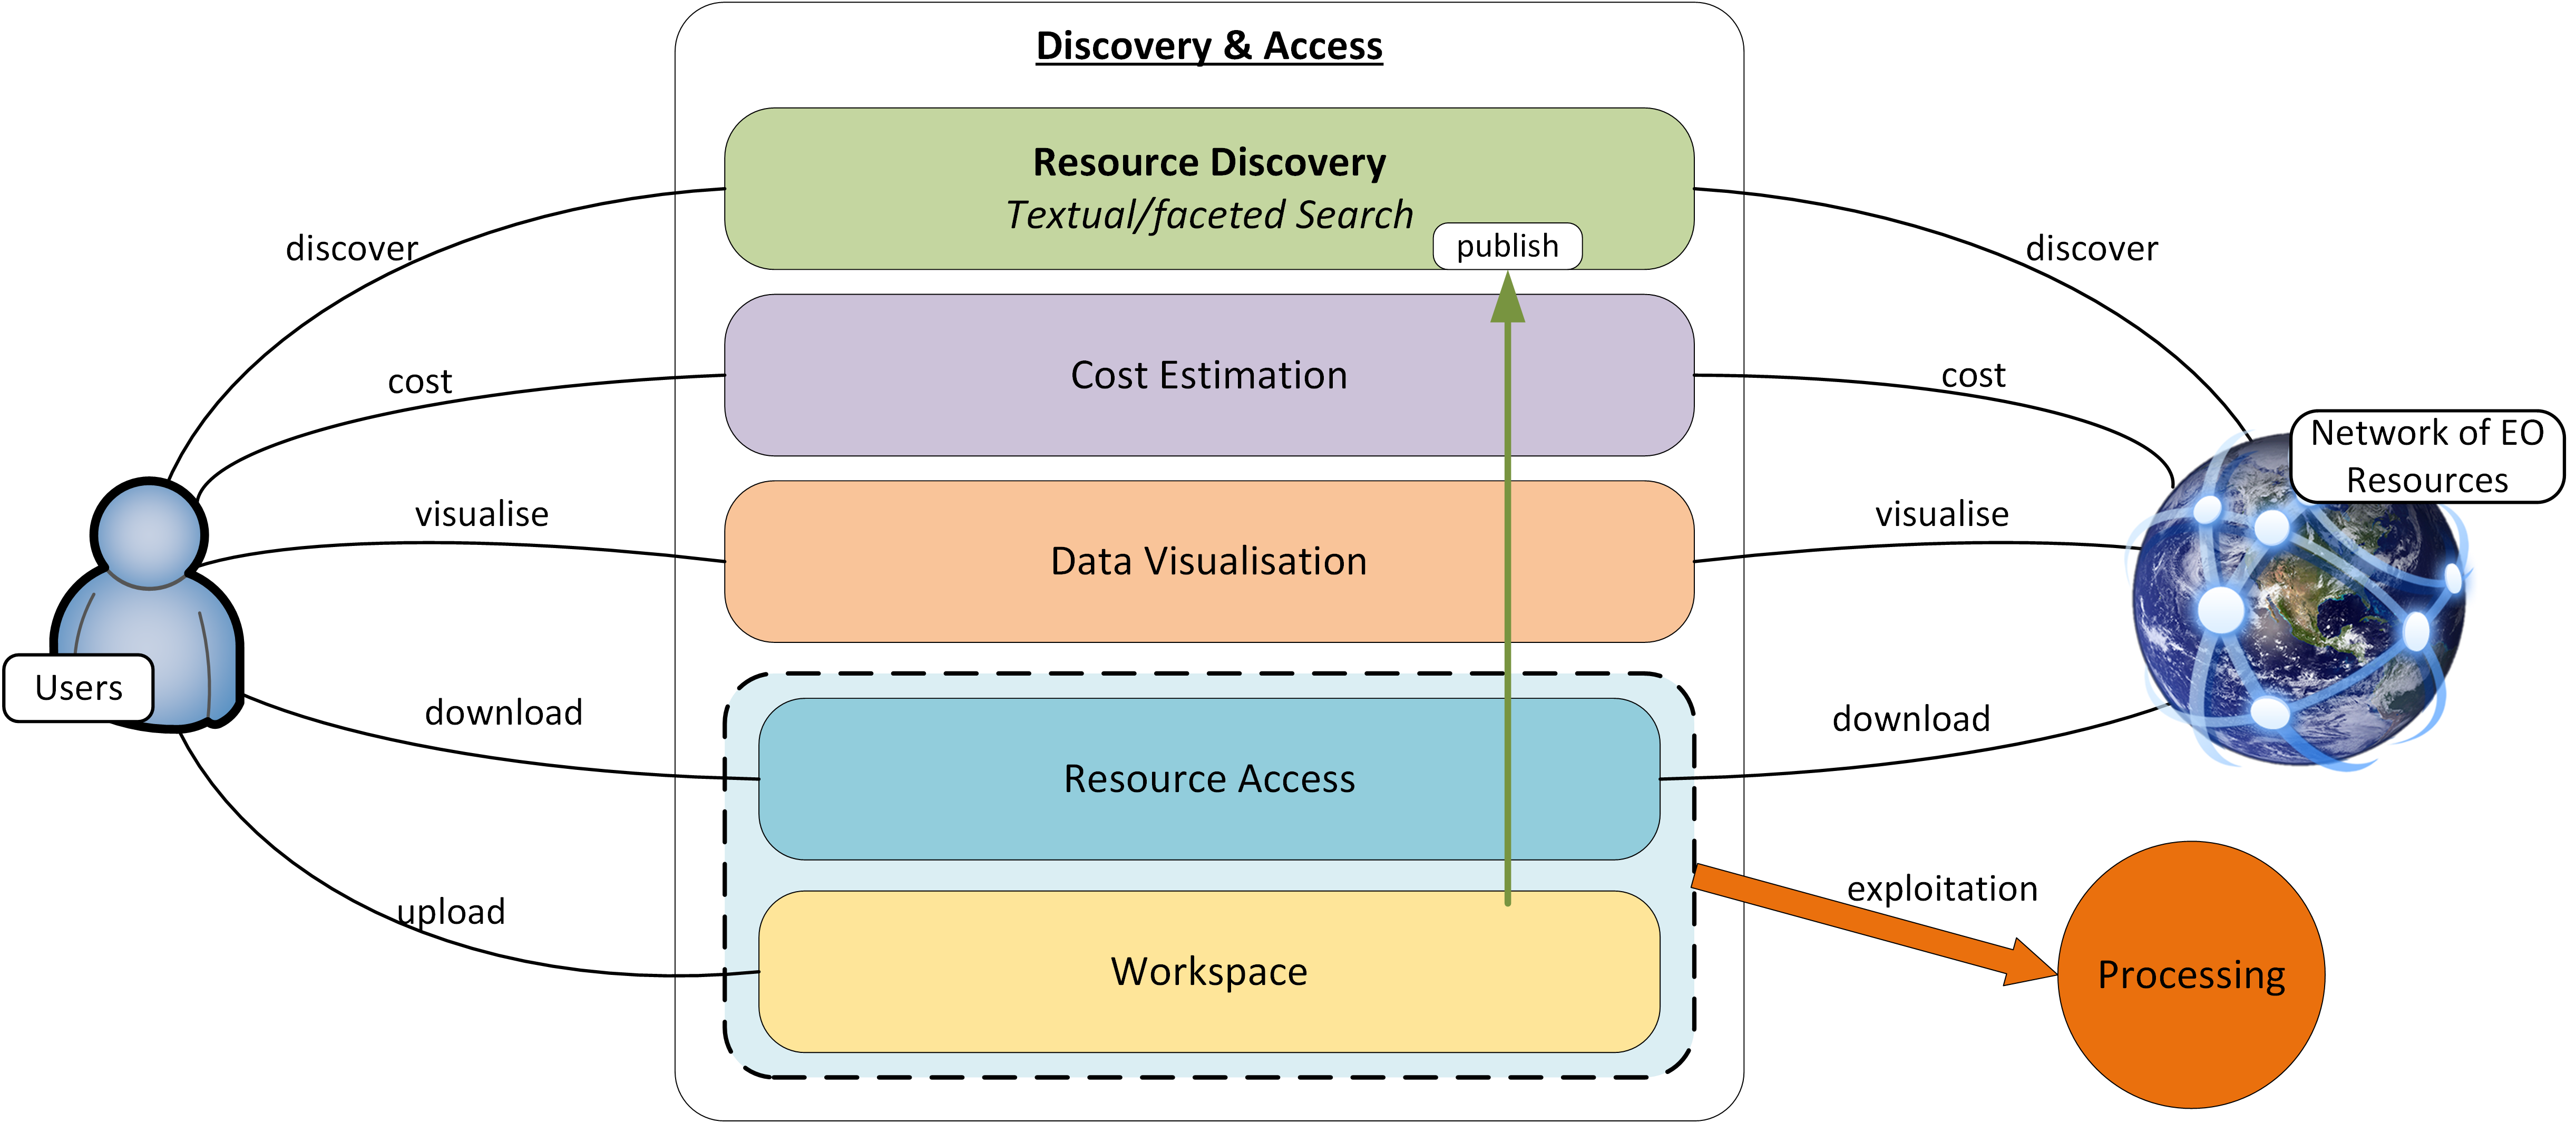 Discovery & Access
Resource Discovery
Textual/faceted Search
publish
discover
discover
Cost Estimation
cost
cost
Network of EO
Resources
visualise
Data Visualisation
visualise
Users
download
Resource Access
download
upload
Workspace
exploitation
Processing